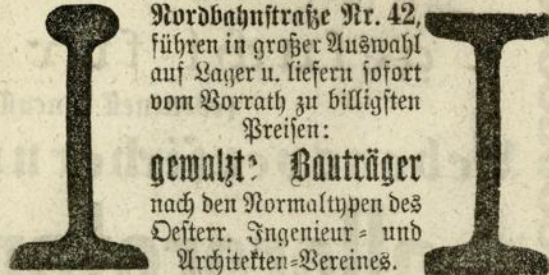 Nordbahnstraße Nr. 42,
führen in großer Auswahl
auf Lager u. liefern sofort
vom Vorrath zu billigsten
Preisen:
gewalzt: Bauträger
nach den Normaltypen des
Oesterr. Ingenieur- und
Architekten-Vereines.